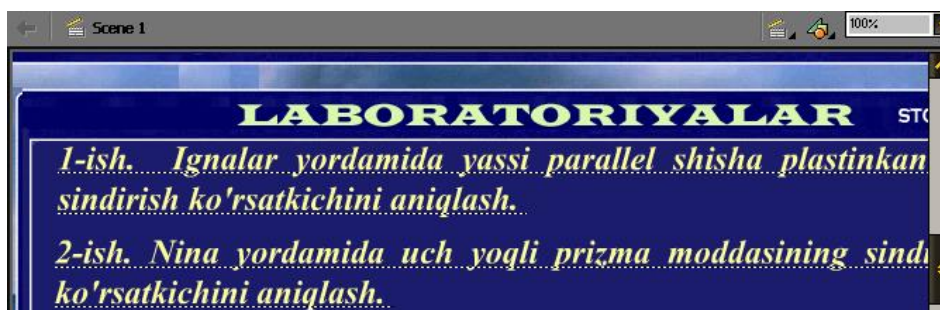 Scene 1
100%
LABORATORIYALAR
1-ish. Ignalar yordamida yassi parallel shisha plastinkan
sindirish ko'rsatkichini aniqlash.
2-ish. Nina yordamida uch yoqli prizma moddasining
ko'rsatkichini aniqlash.